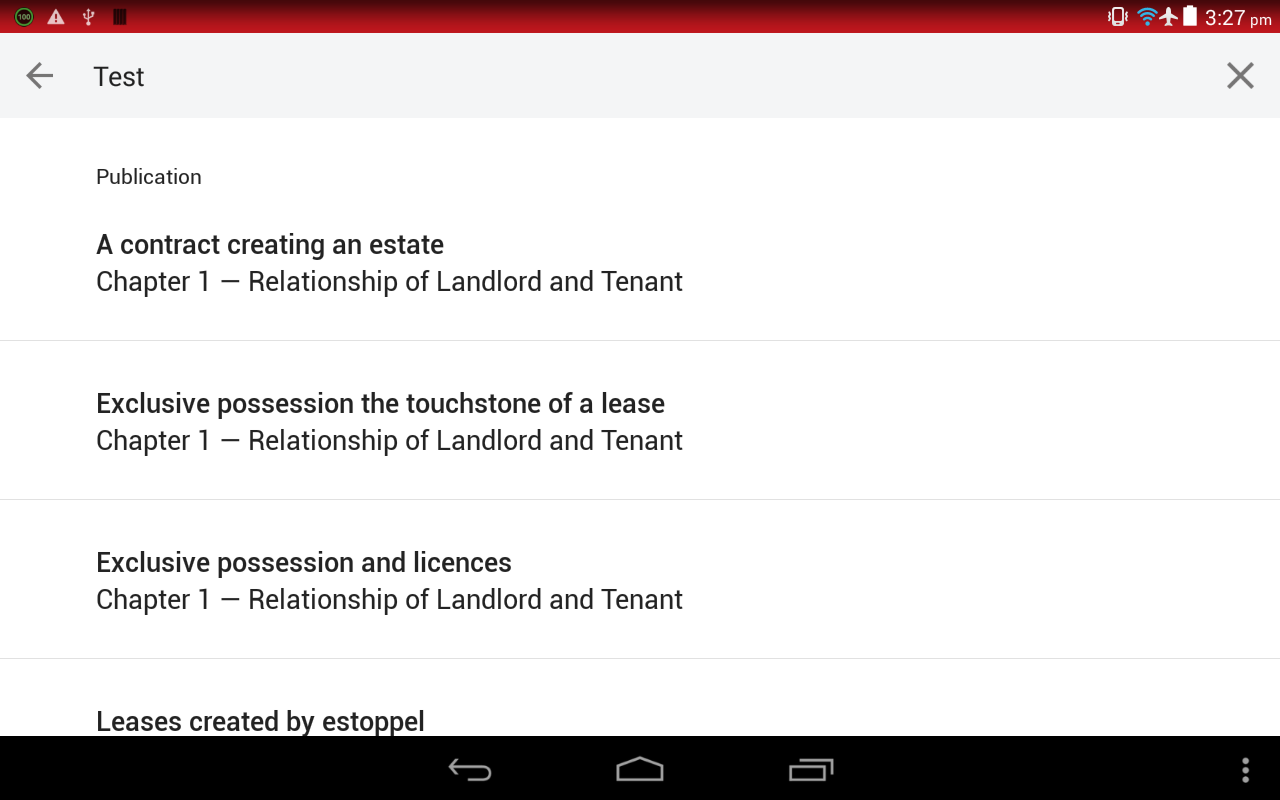 100
3:27 pm
Test
Publication
A contract creating an estate
Chapter 1 — Relationship of Landlord and Tenant
Exclusive possession the touchstone of a lease
Chapter 1 — Relationship of Landlord and Tenant
Exclusive possession and licences
Chapter 1 — Relationship of Landlord and Tenant
Leases created by estoppel